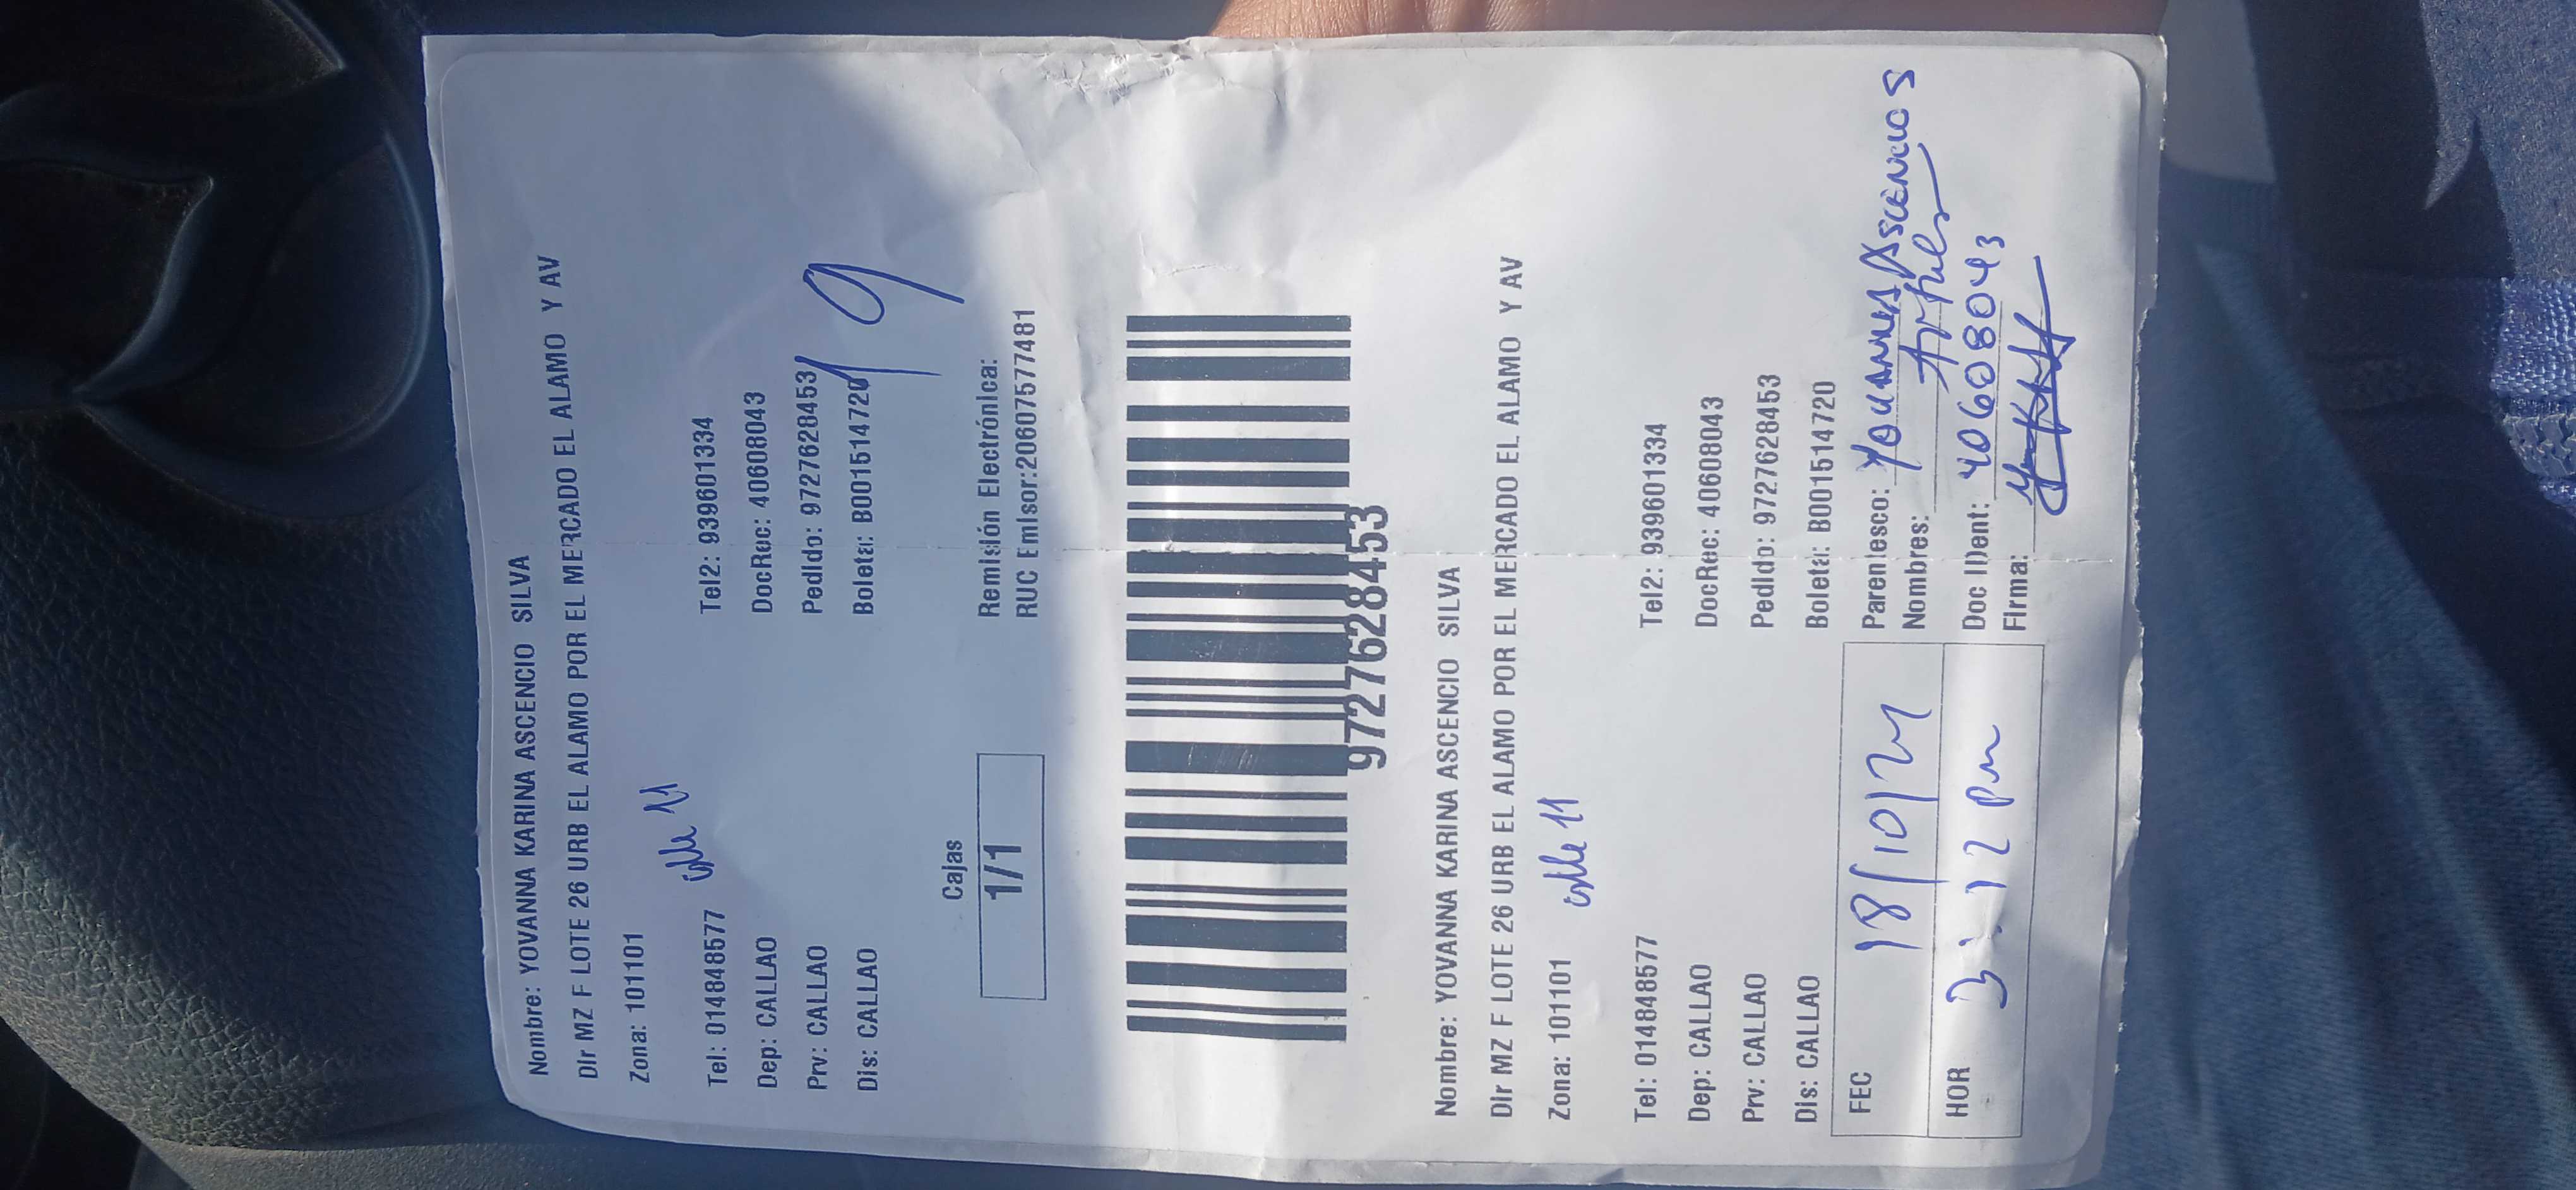 Nombre: YOVANNA KARINA ASCENCIO SILVA
Dir MZ F LOTE 26 URB EL ALAMO POR EL MERCADO EL ALAMO Y AV
Zona: 101101
calle 11
Tel: 014848577 Tel2: 939601334
Dep: CALLAO DocRec: 40608043
Prv: CALLAO Pedido: 97277628453
Dis: CALLAO Boleta: B001514720
19
Cajas
1/1
Remisión Electrónica:
RUC Emisor:20607577481
97277628453
Nombre: YOVANNA KARINA ASCENCIO SILVA
Dir MZ F LOTE 26 URB EL ALAMO POR EL MERCADO EL ALAMO Y AV
Zona: 101101
calle 11
Tel: 014848577 Tel2: 939601334
Dep: CALLAO DocRec: 40608043
Prv: CALLAO Pedido: 97277628453
Dis: CALLAO Boleta: B001514720
FEC 18/10/24
HOR 3:12 pm
Parentesco: Yovanna Ascencio S
Nombres:
Doc Ident: 40608043
Firma: